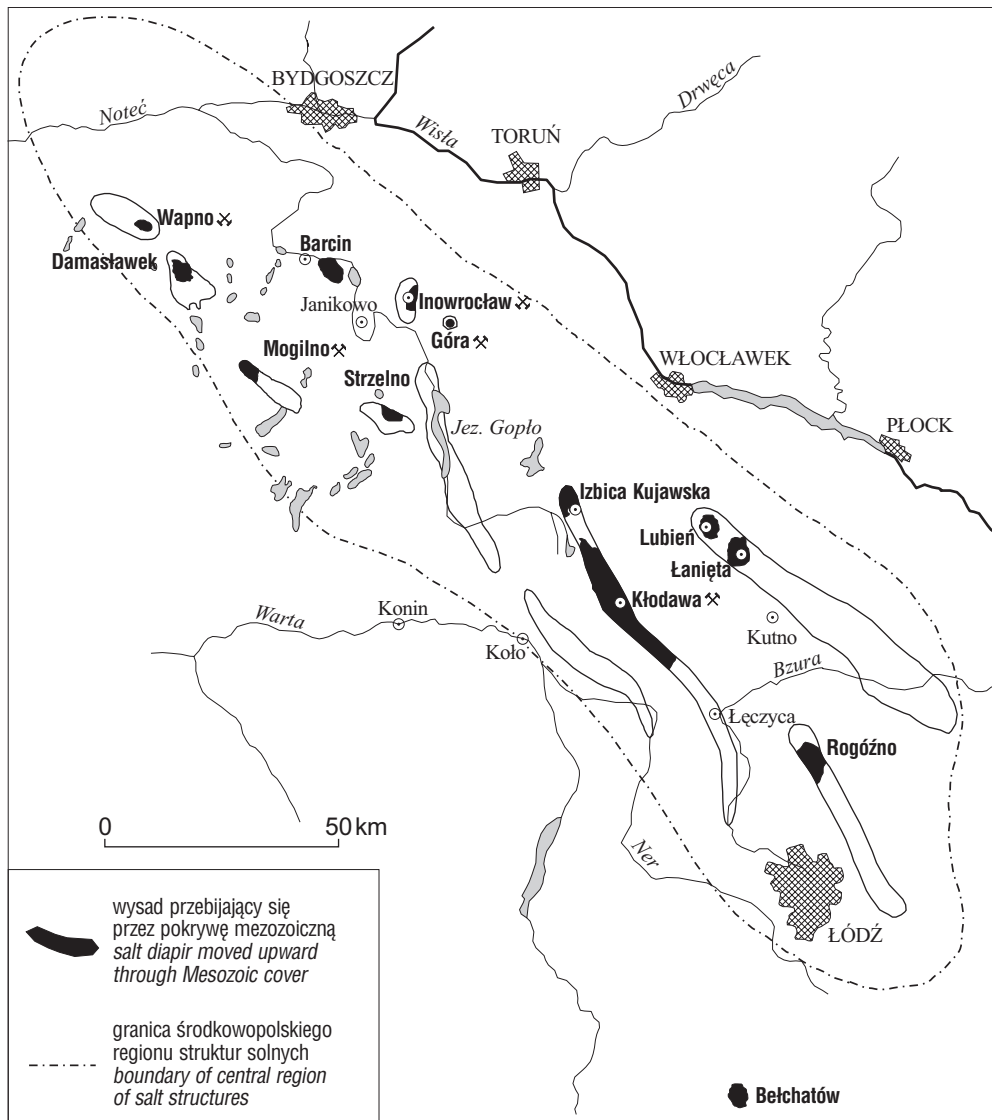 BYDGOSZCZ
Noteć
Wisła
Drwęca
TORUŃ
Wapno
Barcin
Damasławek
Janikowo
Inowrocław
Góra
Mogilno
Strzelno
WŁOCŁAWEK
PŁOCK
Jez. Gopło
Izbica Kujawska
Lubień
Łanięta
Kłodawa
Konin
Kutno
Warta
Koło
Bzura
Łęczyca
Rogóźno
0 50 km
Ner
ŁÓDŹ
wysad przebijający się
przez pokrywę mezozoiczną
salt diapir moved upward
through Mesozoic cover
granica środkowopolskiego
regionu struktur solnych
boundary of central region
of salt structures
Bełchatów